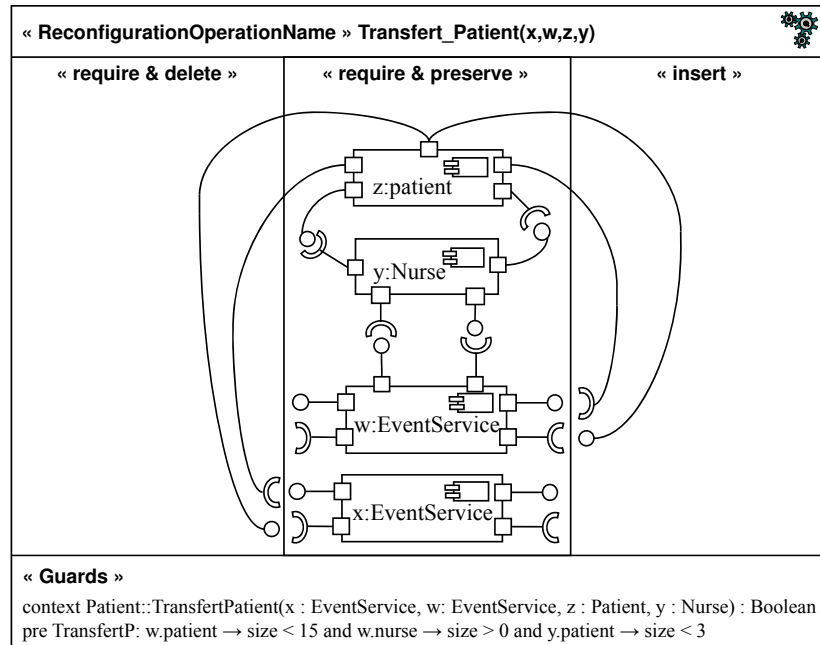 « ReconfigurationOperationName » Transfert_Patient(x,w,z,y)
« require & delete »
« require & preserve »
« insert »
z:patient
y:Nurse
w:EventService
x:EventService
« Guards »
context Patient::TransfertPatient(x : EventService, w: EventService, z : Patient, y : Nurse) : Boolean
pre TransfertP: w.patient → size < 15 and w.nurse → size > 0 and y.patient → size < 3